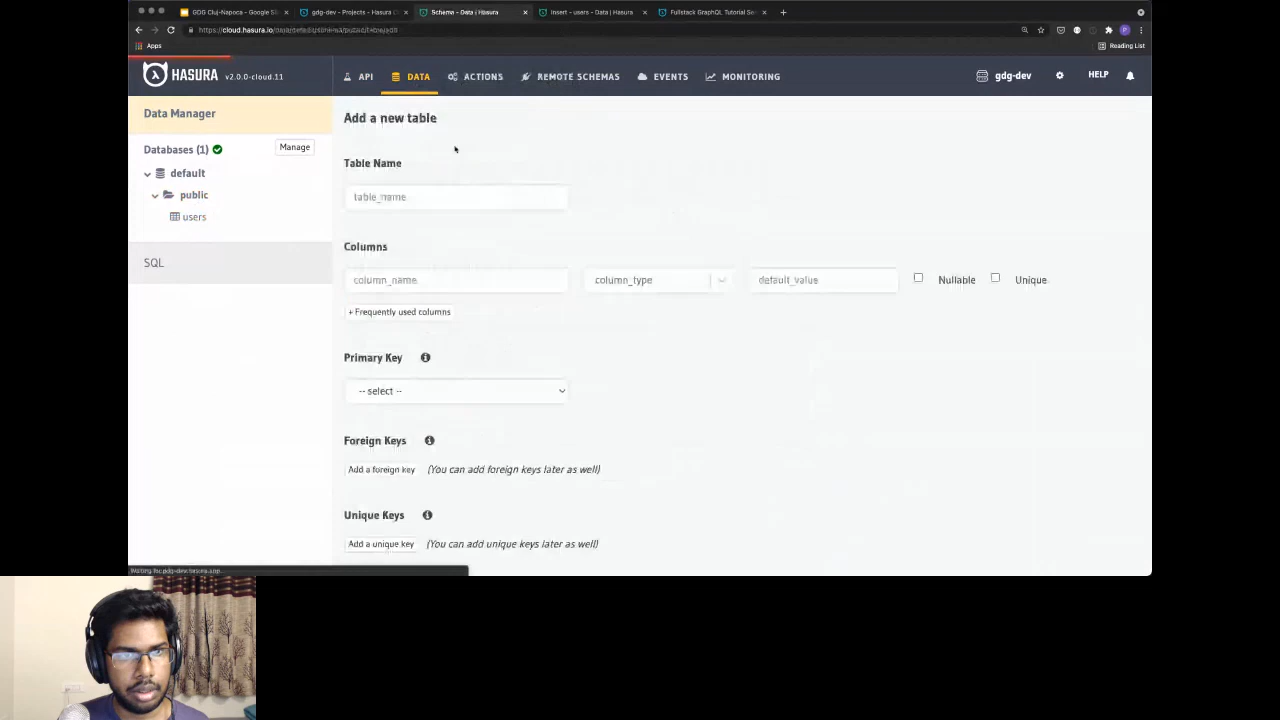 GDG Cluj-Napoca - Google Sli
gdg-dev - Projects - Hasura C
Schema - Data | Hasura
Insert - users - Data | Hasura
Fullstack GraphQL Tutorial Se
Apps
Reading List
HASURA v2.0.0-cloud.11
API
DATA
ACTIONS
REMOTE SCHEMAS
EVENTS
MONITORING
gdg-dev
HELP
Data Manager
Databases (1)
Manage
default
public
users
SQL
Add a new table
Table Name
table_name
Columns
column_name
column_type
default_value
Nullable
Unique
+ Frequently used columns
Primary Key
-- select --
Foreign Keys
Add a foreign key (You can add foreign keys later as well)
Unique Keys
Add a unique key (You can add unique keys later as well)